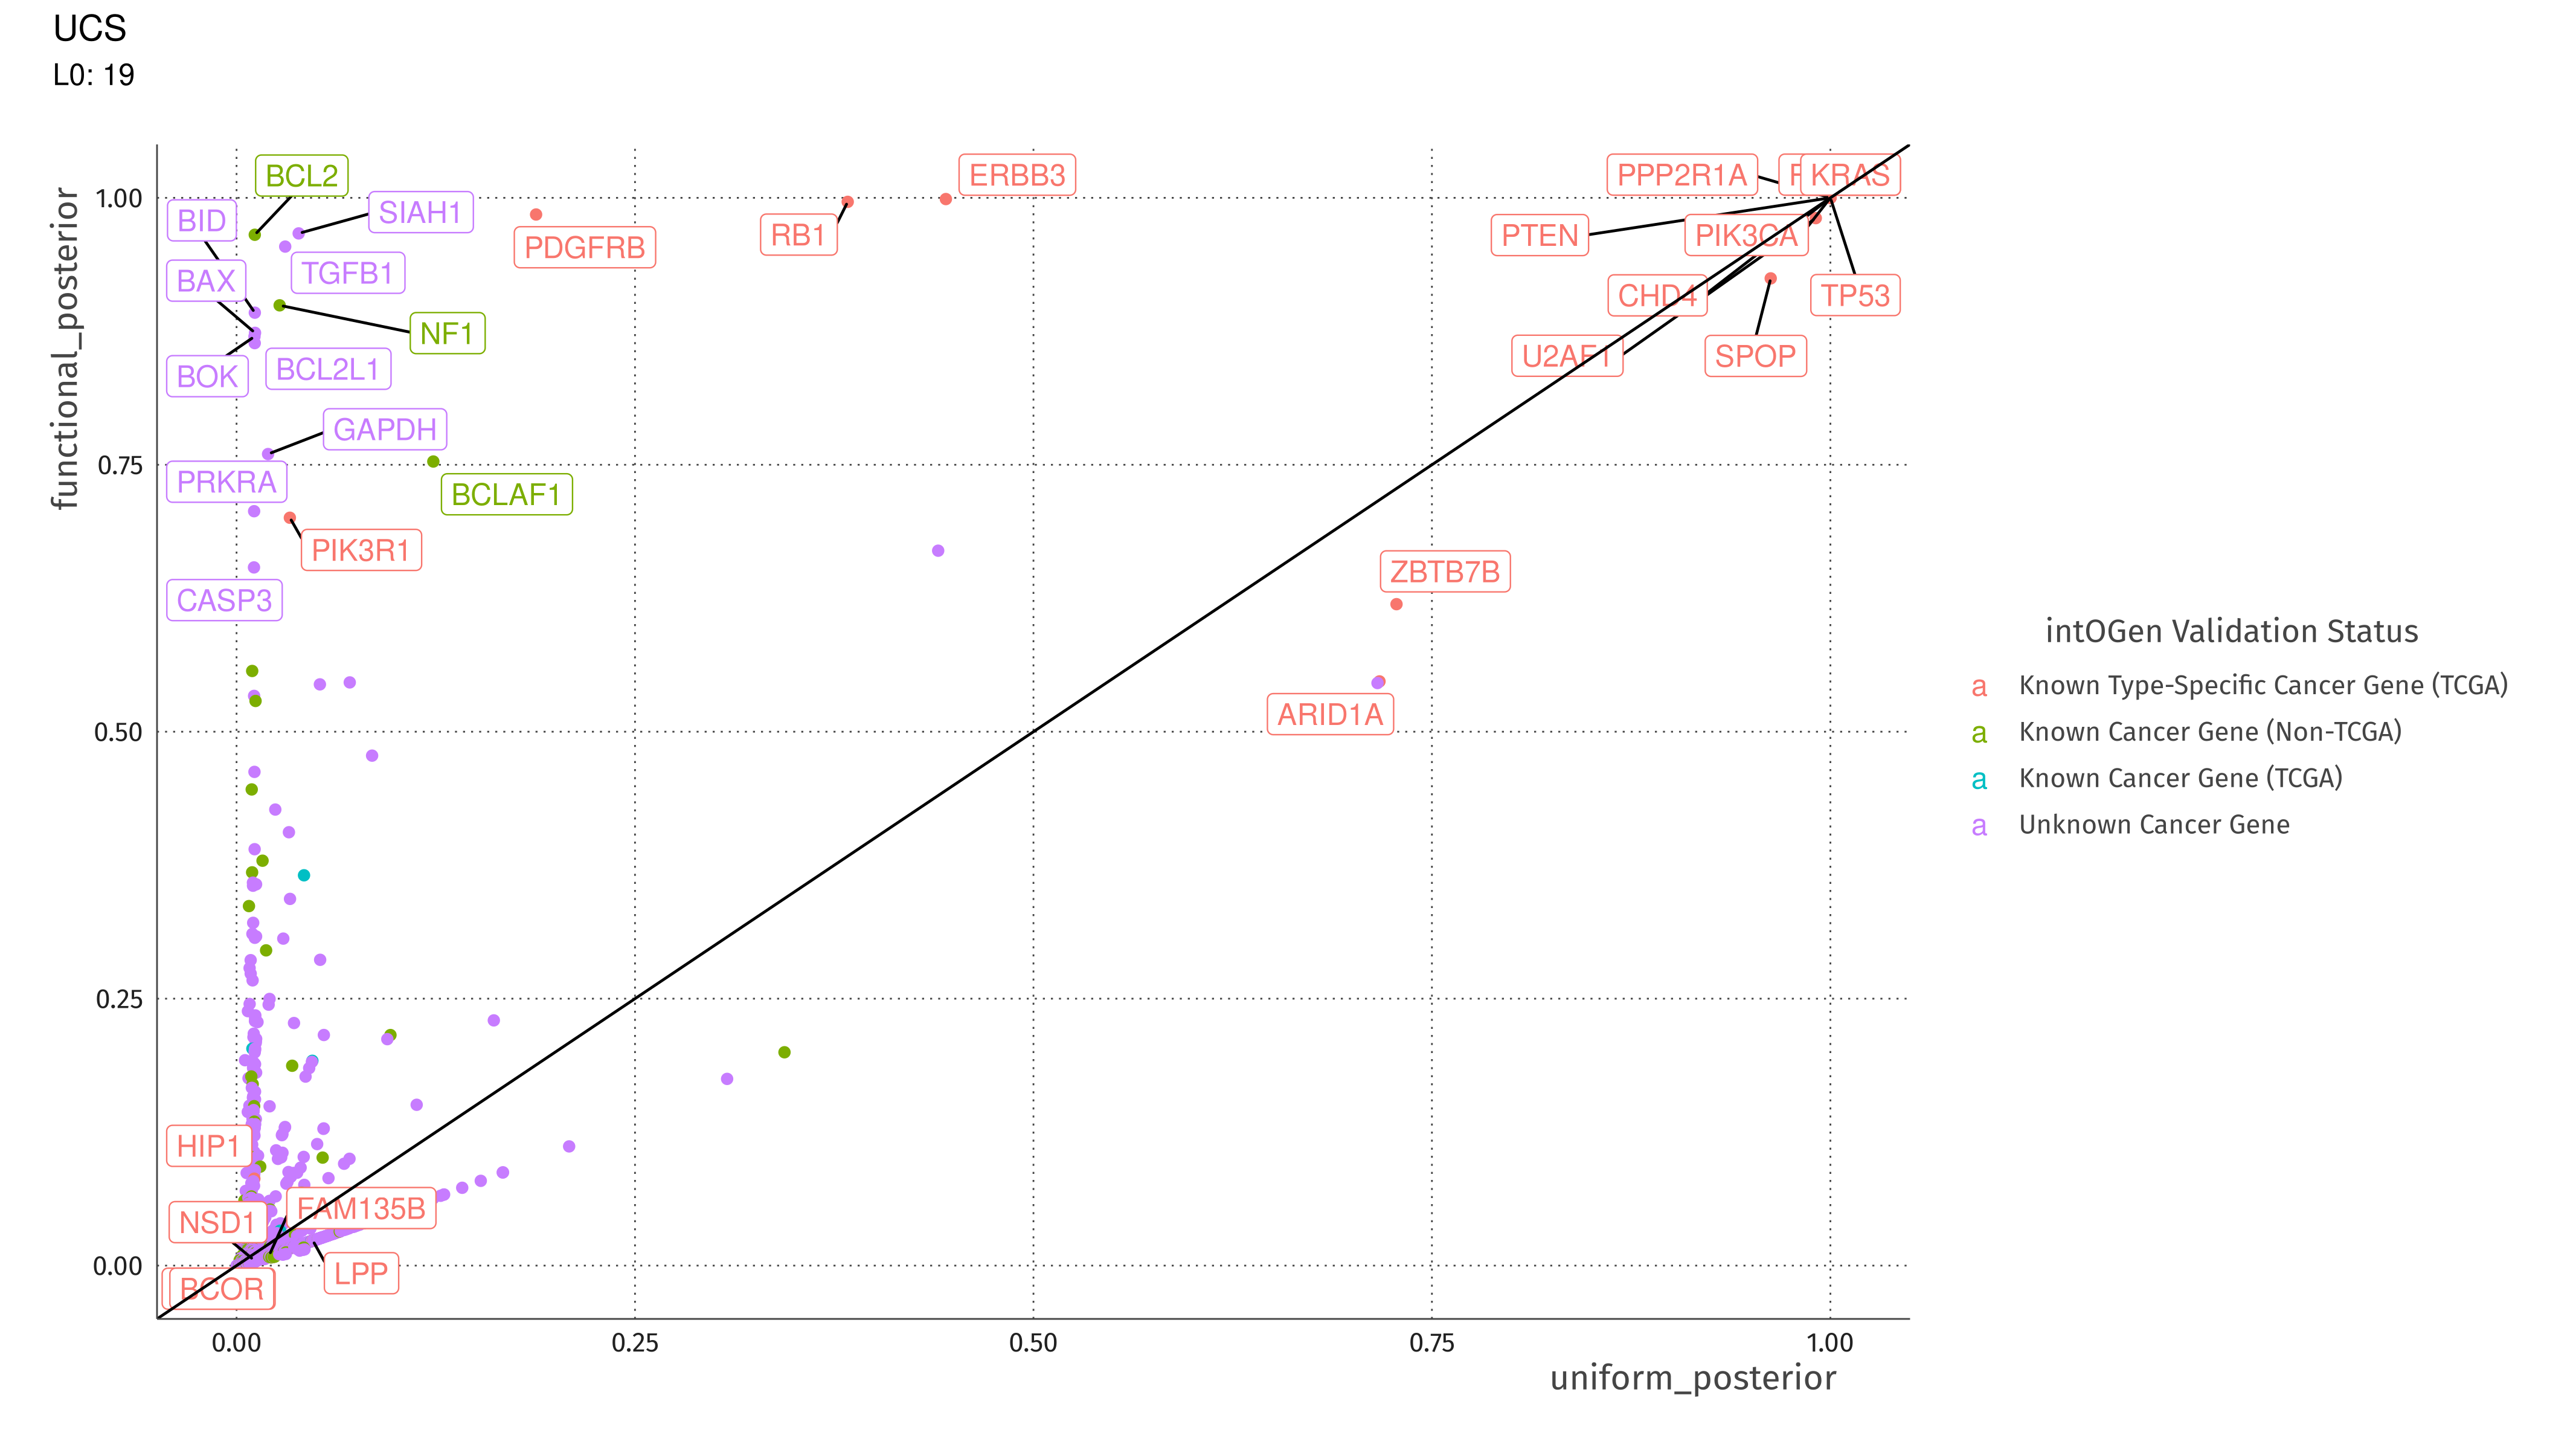 UCS
L0: 19
functional_posterior
1.00
0.75
0.50
0.25
0.00
BCL2
SIAH1
BID
TGFB1
BAX
NF1
BOK
BCL2L1
GAPDH
PRKRA
BCLAF1
PIK3R1
CASP3
PDGFRB
RB1
ERBB3
PPP2R1A
KRAS
PTEN
PIK3CA
CHD4
TP53
U2AF1
SPOP
ZBTB7B
ARID1A
HIP1
NSD1
FAM135B
LPP
BCOR
0.00
0.25
0.50
0.75
1.00
uniform_posterior
intOGen Validation Status
a Known Type-Specific Cancer Gene (TCGA)
a Known Cancer Gene (Non-TCGA)
a Known Cancer Gene (TCGA)
a Unknown Cancer Gene